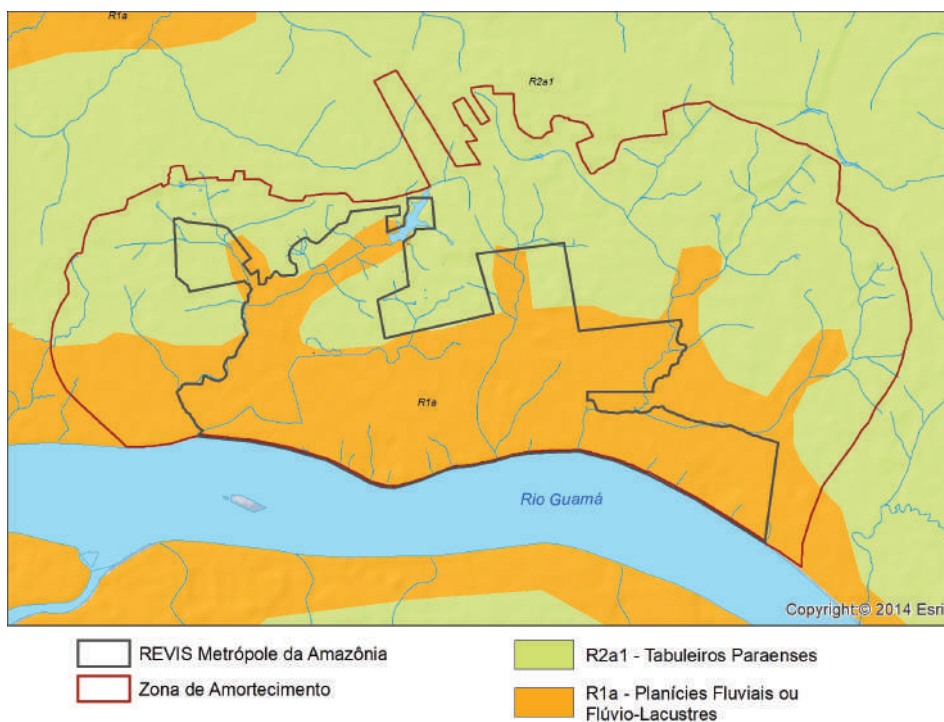 R1a
R2a1
R1a
Rio Guamá
Copyright:© 2014 Esri
REVIS Metrópole da Amazônia
Zona de Amortecimento
R2a1 - Tabuleiros Paraenses
R1a - Planícies Fluviais ou
Flúvio-Lacustres